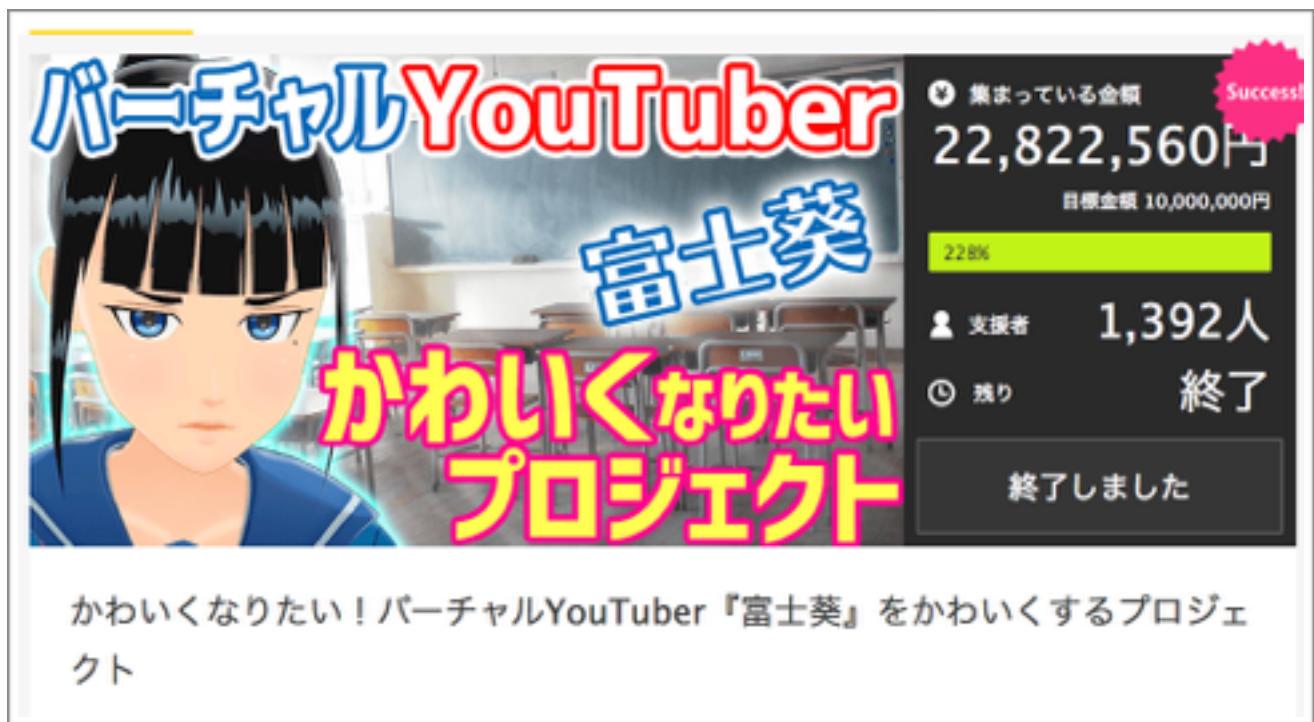 バーチャルYouTuber
富士葵
かわいくなりたい
プロジェクト
集まっている金額
Success!!
22,822,560円
目標金額 10,000,000円
228%
支援者 1,392人
残り 終了
終了しました
かわいくなりたい！バーチャルYouTuber『富士葵』をかわいくするプロジェ
クト